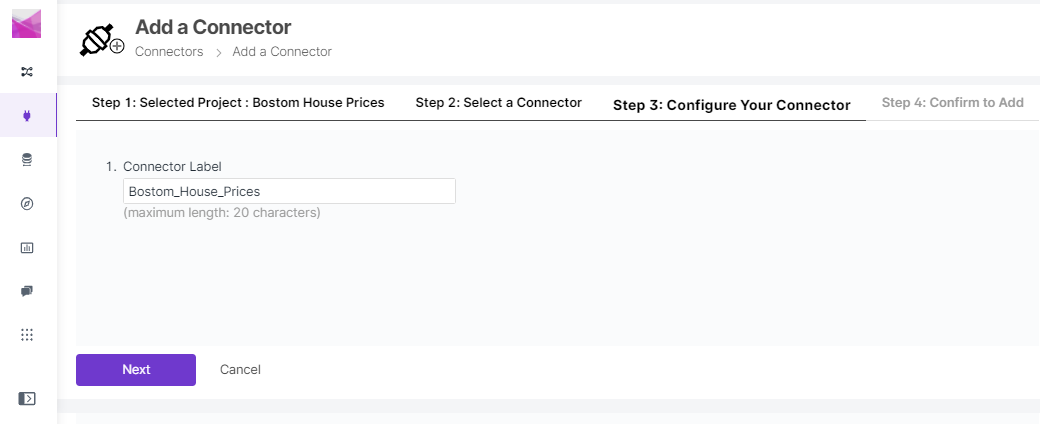 Add a Connector
Connectors > Add a Connector
Step 1: Selected Project : Bostom House Prices Step 2: Select a Connector Step 3: Configure Your Connector Step 4: Confirm to Add
1. Connector Label
Bostom_House_Prices
(maximum length: 20 characters)
Next Cancel